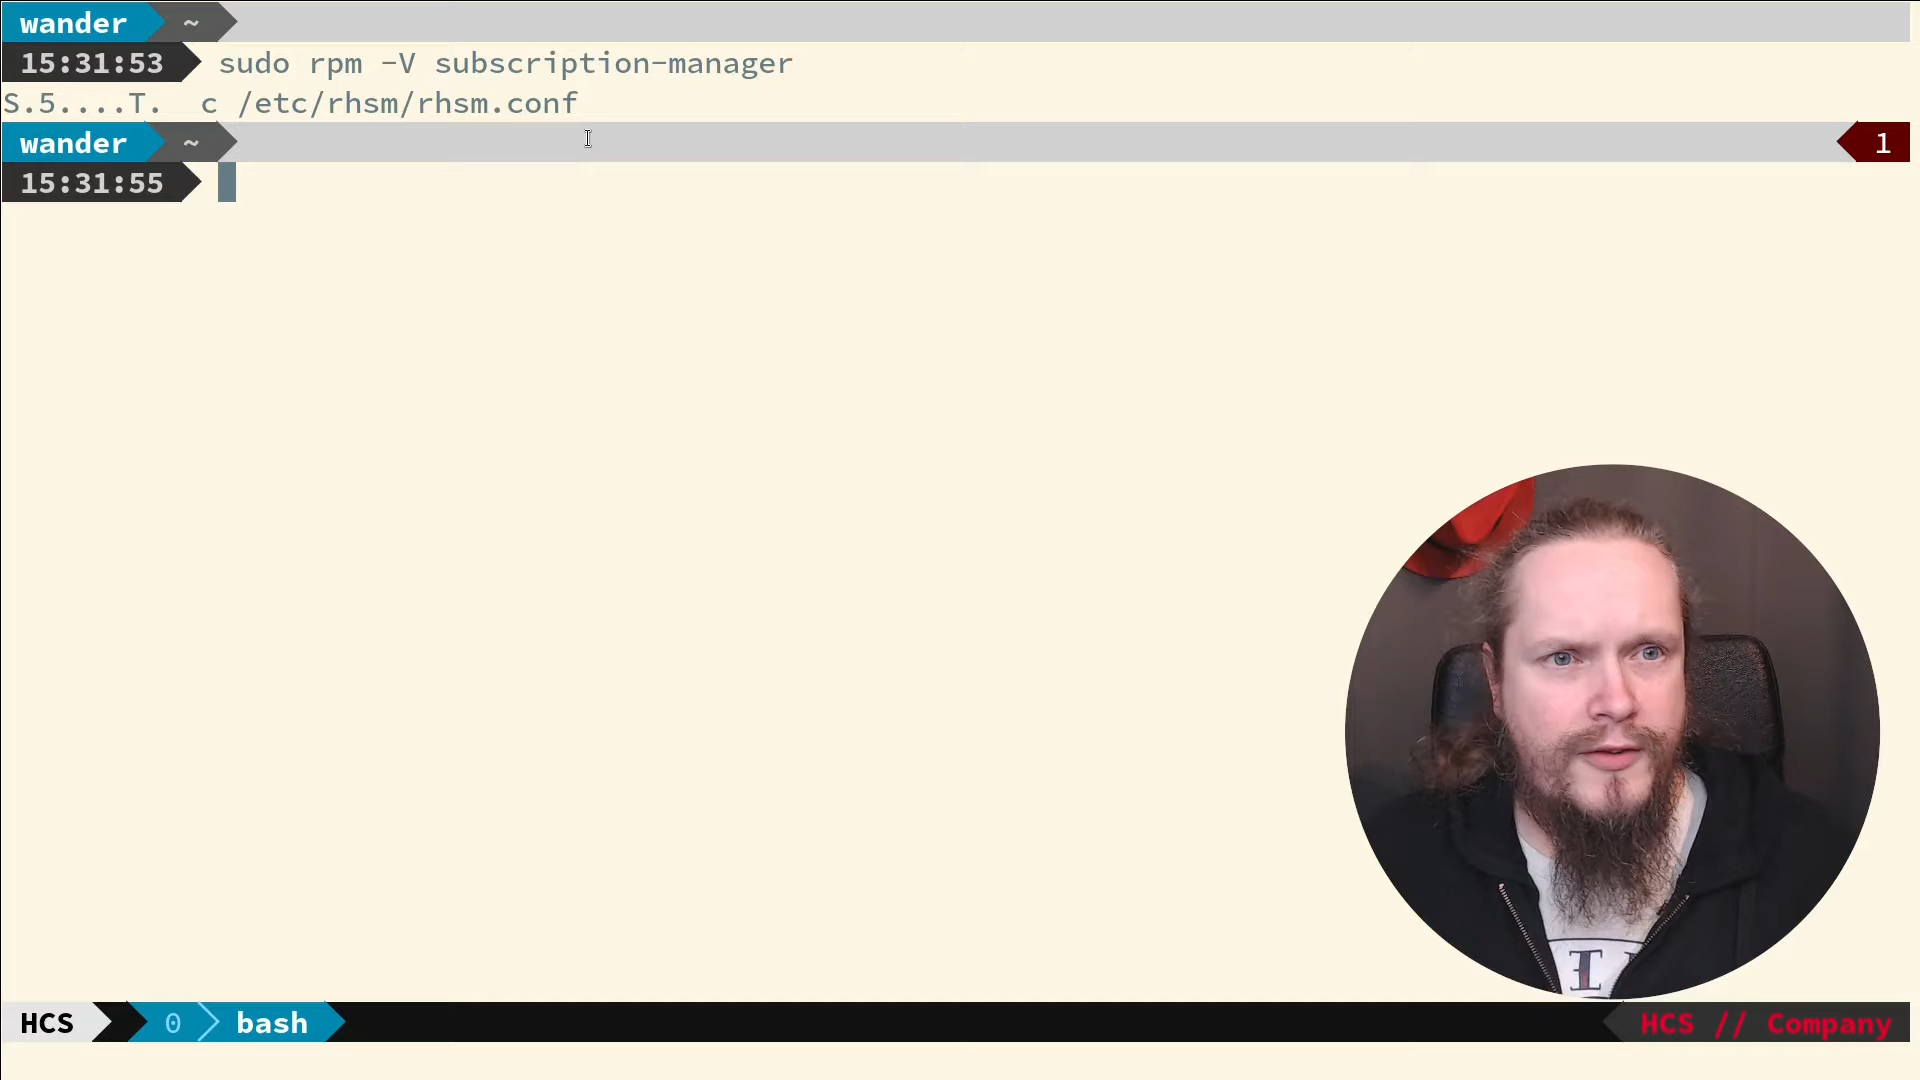 wander ~
15:31:53 sudo rpm -V subscription-manager
S.5....T.  c /etc/rhsm/rhsm.conf
wander ~ 1
15:31:55
HCS 0 bash HCS // Company